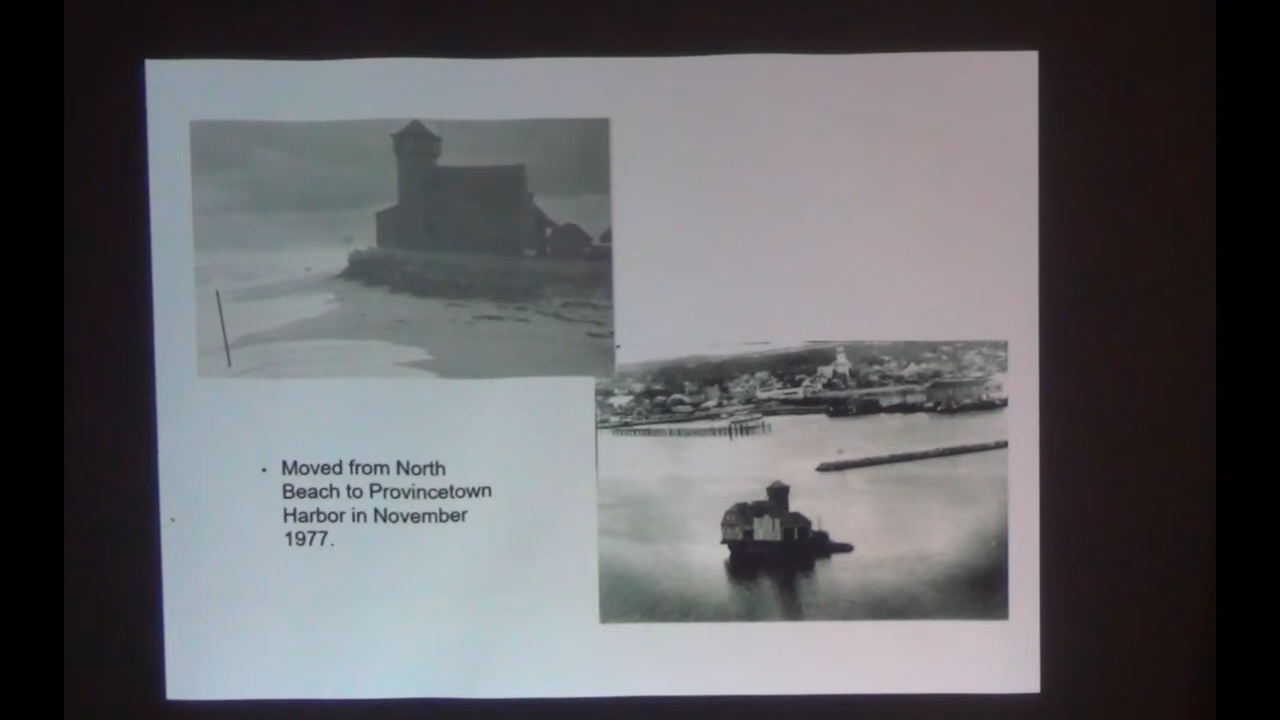 • Moved from North
Beach to Provincetown
Harbor in November
1977.